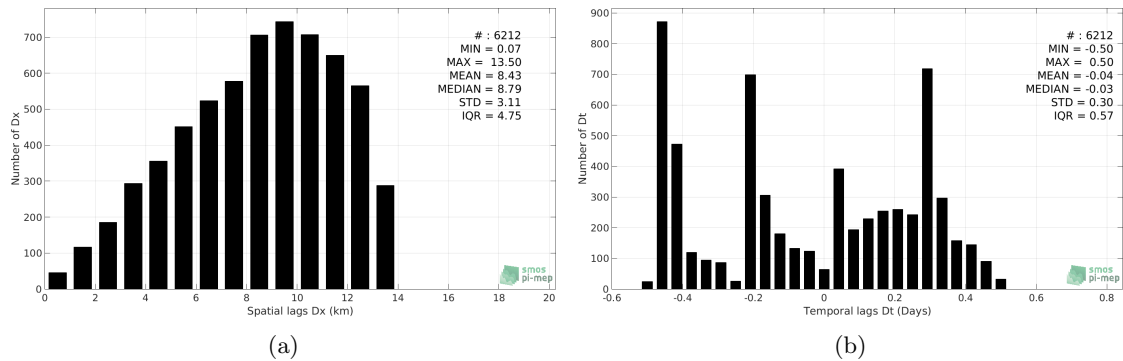 # : 6212
MIN = 0.07
MAX = 13.50
MEAN = 8.43
MEDIAN = 8.79
STD = 3.11
IQR = 4.75
700
600
500
400
300
200
100
0
Number of Dx
0 2 4 6 8 10 12 14 16 18 20
Spatial lags Dx (km)
smos
pi-mep
(a)
# : 6212
MIN = -0.50
MAX = 0.50
MEAN = -0.04
MEDIAN = -0.03
STD = 0.30
IQR = 0.57
900
800
700
600
500
400
300
200
100
0
Number of Dt
-0.6 -0.4 -0.2 0 0.2 0.4 0.6 0.8
Temporal lags Dt (Days)
smos
pi-mep
(b)